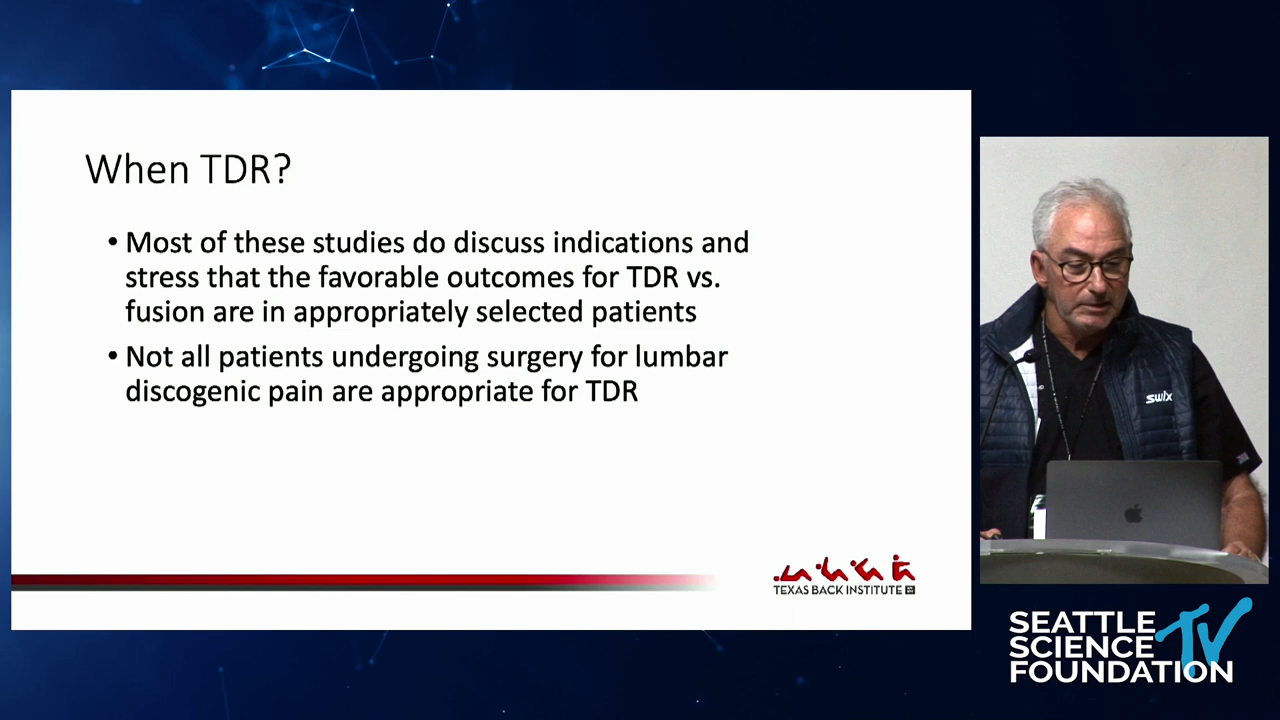 When TDR?
• Most of these studies do discuss indications and
stress that the favorable outcomes for TDR vs.
fusion are in appropriately selected patients
• Not all patients undergoing surgery for lumbar
discogenic pain are appropriate for TDR
TEXAS BACK INSTITUTE
swix
SEATTLE
SCIENCE
FOUNDATION
TV